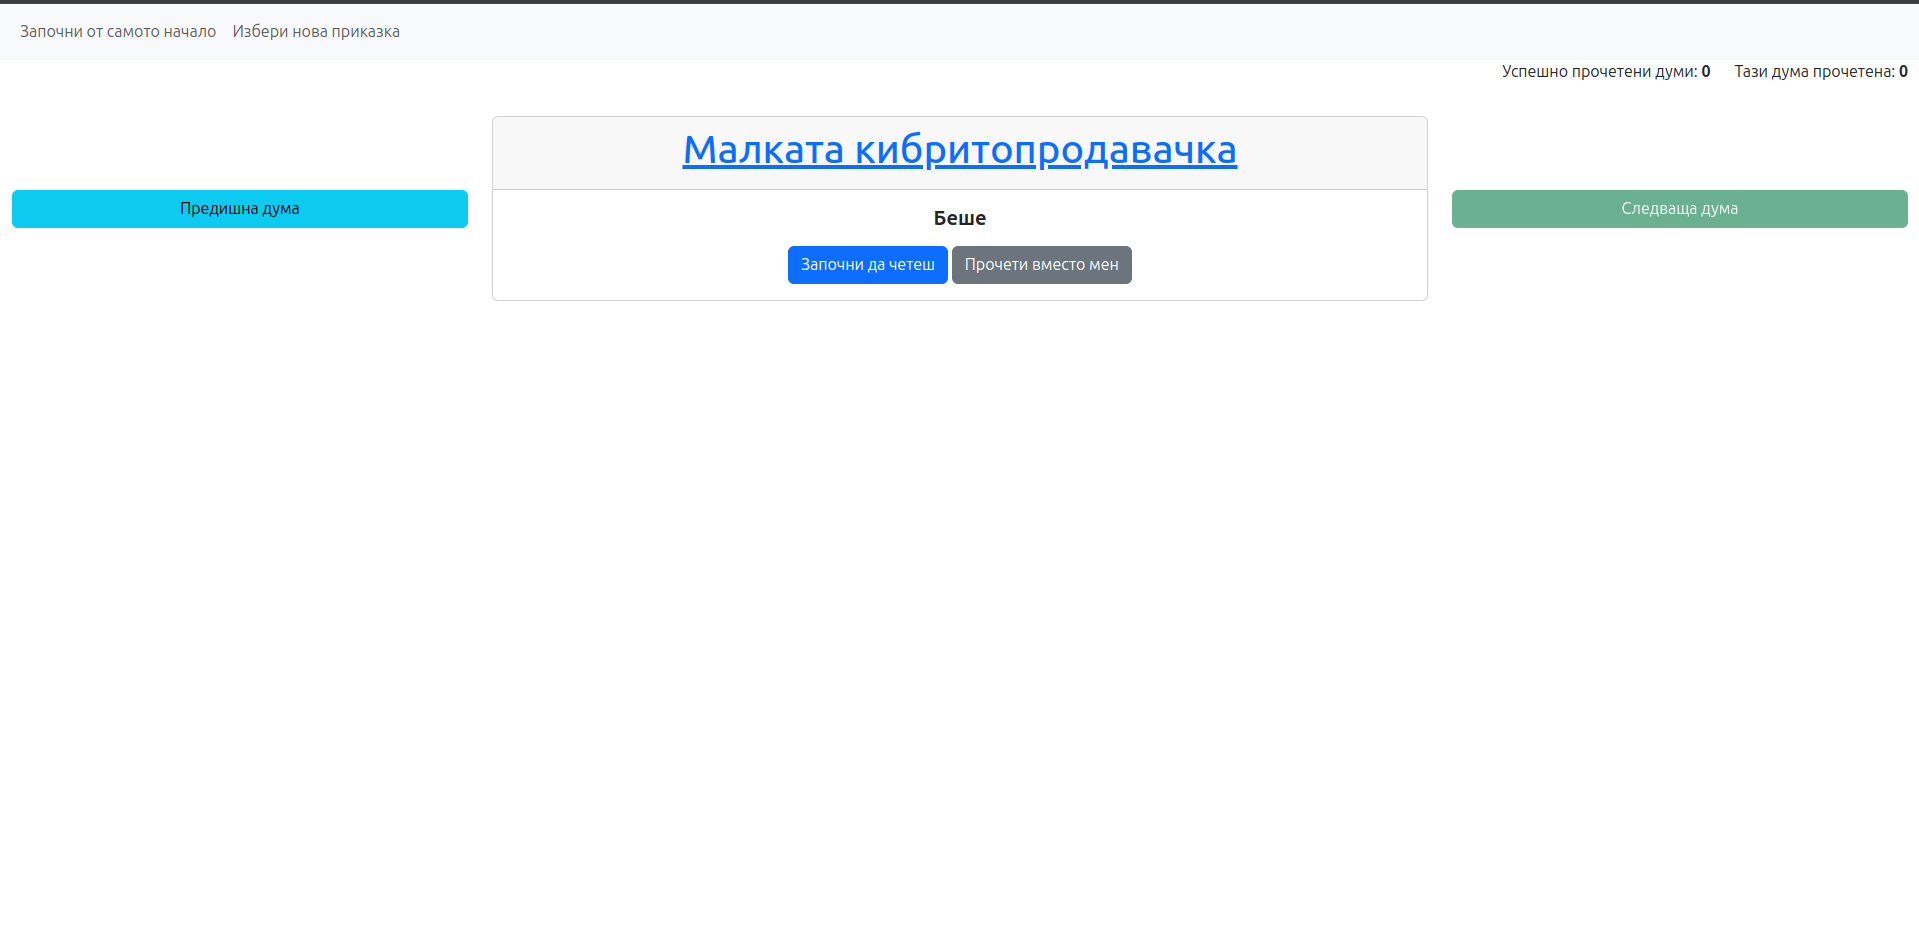 Започни от самото начало Избери нова приказка
Успешно прочетени думи: 0 Тази дума прочетена: 0
Малката кибритопродавачка
Предишна дума
Беше
Следваща дума
Започни да четеш Прочети вместо мен